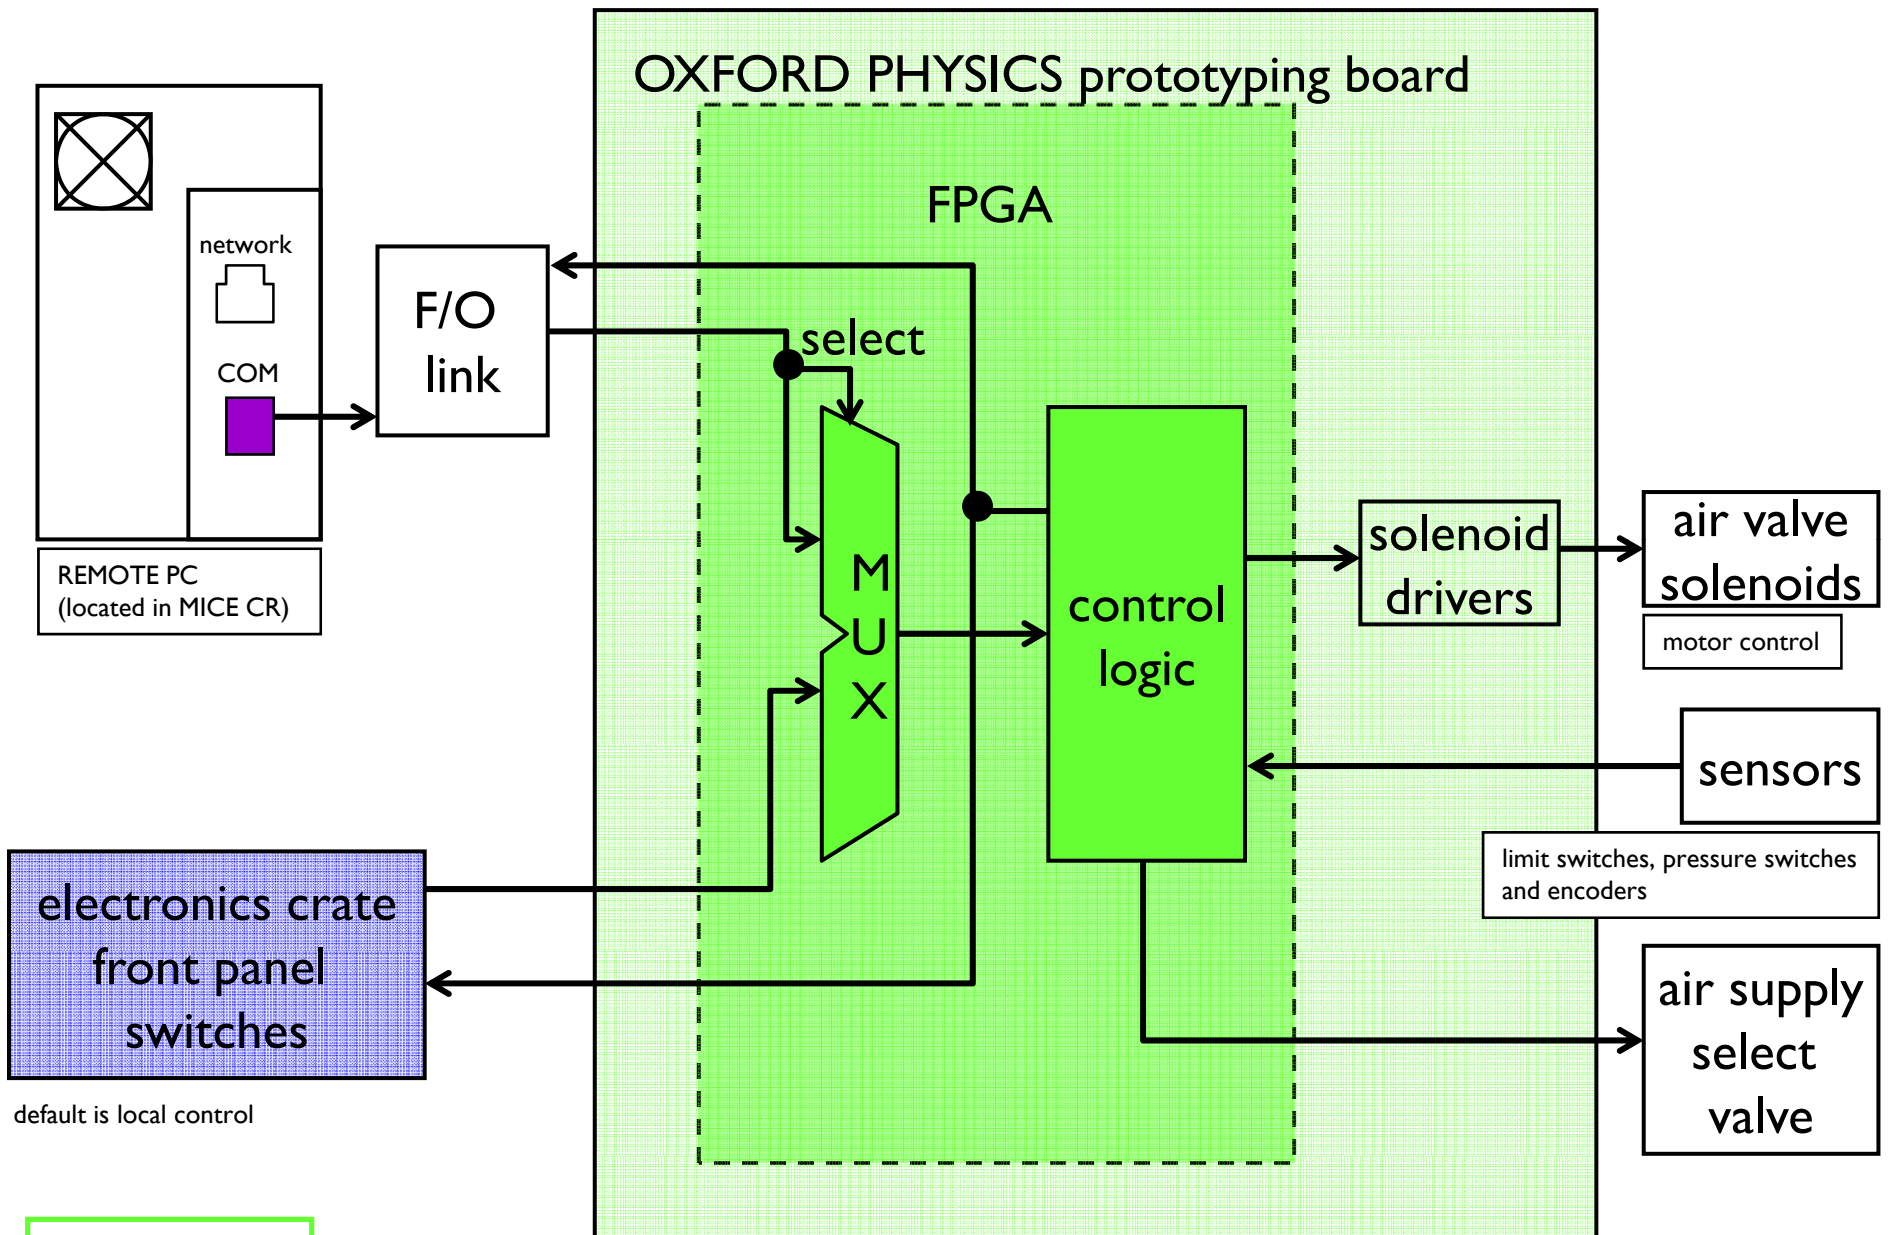 OXFORD PHYSICS prototyping board
FPGA
network
COM
F/O
link
select
REMOTE PC
(located in MICE CR)
M
U
X
control
logic
solenoid
drivers
air valve
solenoids
motor control
sensors
limit switches, pressure switches
and encoders
electronics crate
front panel
switches
default is local control
air supply
select
valve